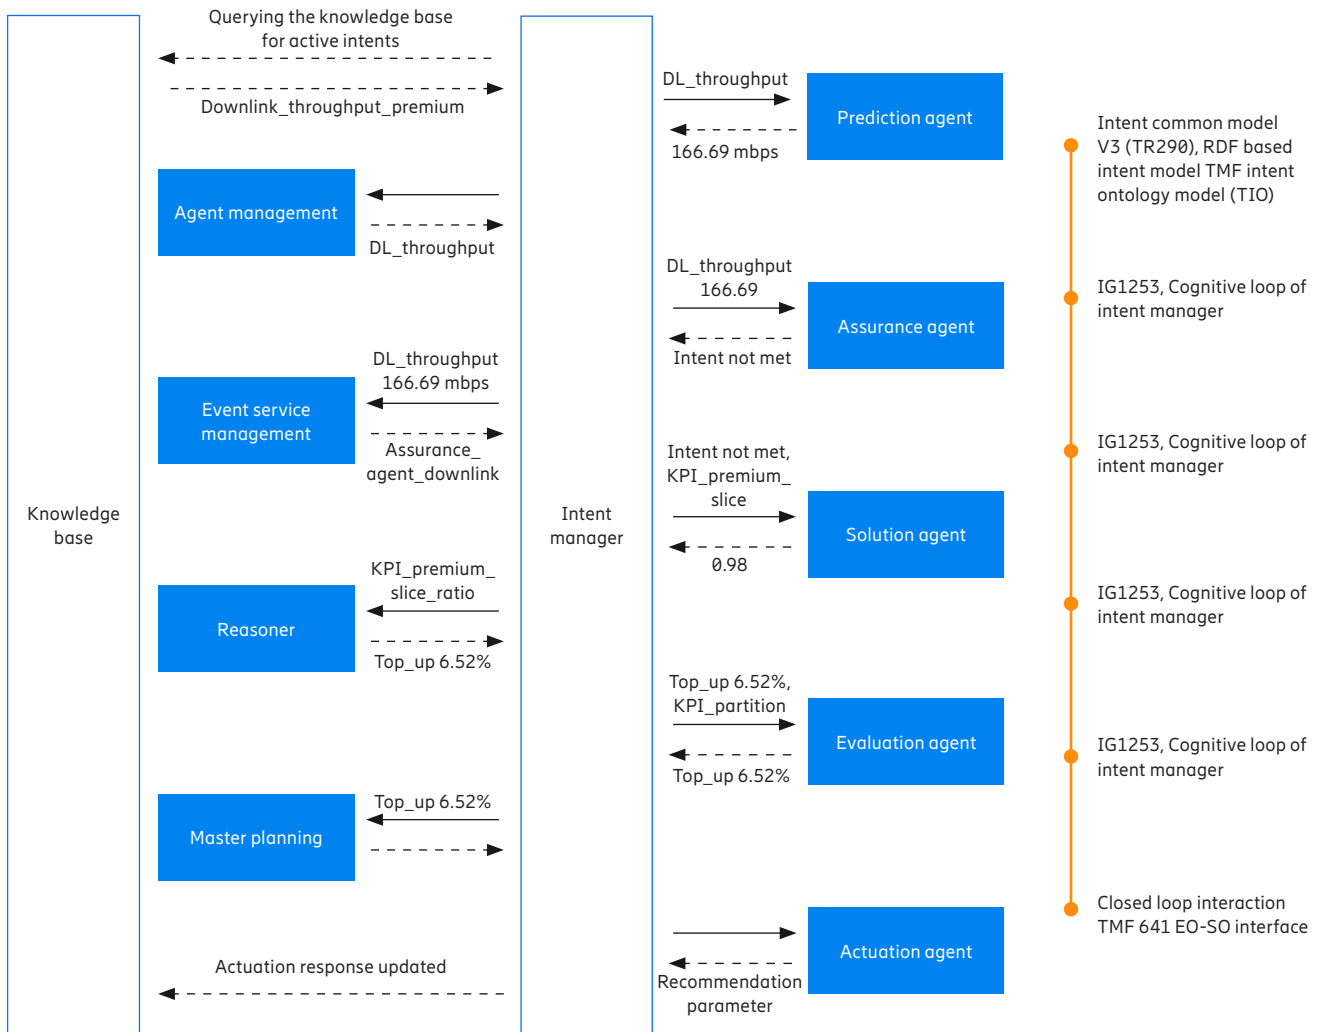 Querying the knowledge base
for active intents
Downlink_throughput_premium
Agent management
DL_throughput
DL_throughput
166.69 mbps
Event service
management
Assurance_
agent_downlink
Knowledge
base
KPI_premium_
slice_ratio
Reasoner
Top_up 6.52%
Top_up 6.52%
Master planning
Actuation response updated
Intent
manager
DL_throughput
Prediction agent
166.69 mbps
DL_throughput
166.69
Assurance agent
Intent not met
Intent not met,
KPI_premium_
slice
Solution agent
0.98
Top_up 6.52%,
KPI_partition
Evaluation agent
Top_up 6.52%
Actuation agent
Recommendation
parameter
Intent common model
V3 (TR290), RDF based
intent model TMF intent
ontology model (TIO)
IG1253, Cognitive loop of
intent manager
IG1253, Cognitive loop of
intent manager
IG1253, Cognitive loop of
intent manager
IG1253, Cognitive loop of
intent manager
Closed loop interaction
TMF 641 EO-SO interface